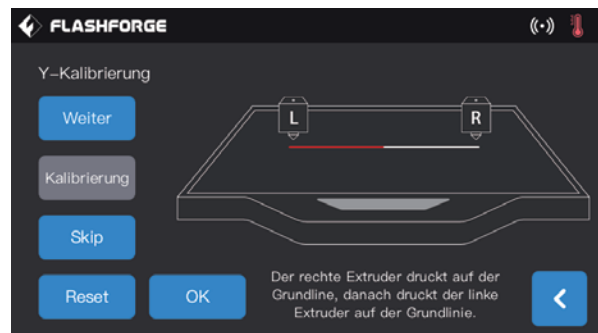 FLASHFORGE
Y-Kalibrierung
Weiter
L
R
Kalibrierung
Skip
Reset
OK
Der rechte Extruder druckt auf der
Grundline, danach druckt der linke
Extruder auf der Grundlinie.